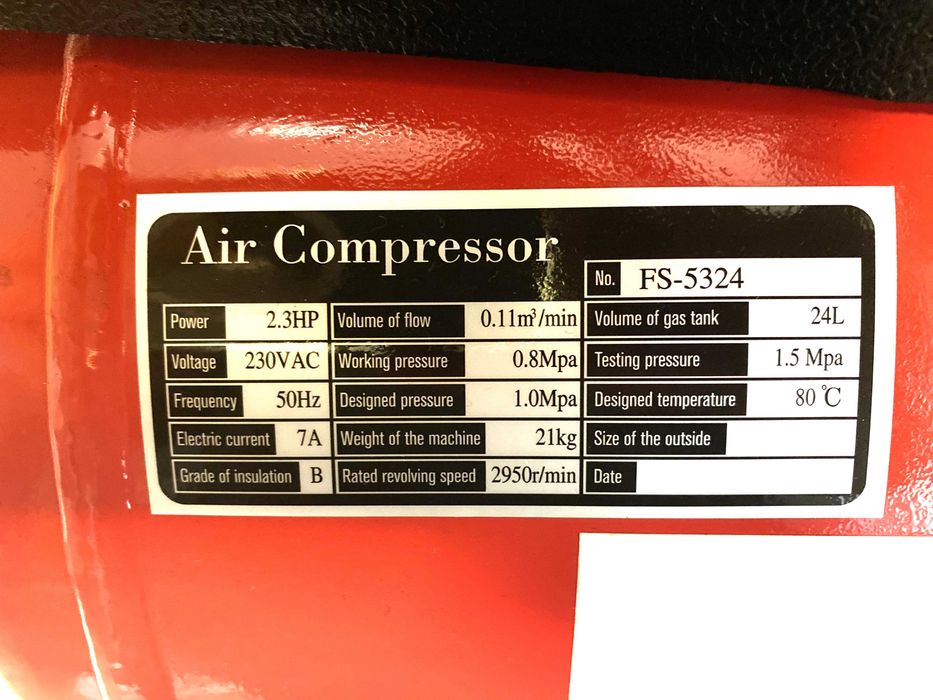 Air Compressor
No. FS-5324
Power 2.3HP Volume of flow 0.11m³/min Volume of gas tank 24L
Voltage 230VAC Working pressure 0.8Mpa Testing pressure 1.5 Mpa
Frequency 50Hz Designed pressure 1.0Mpa Designed temperature 80℃
Electric current 7A Weight of the machine 21kg Size of the outside
Grade of insulation B Rated revolving speed 2950r/min Date